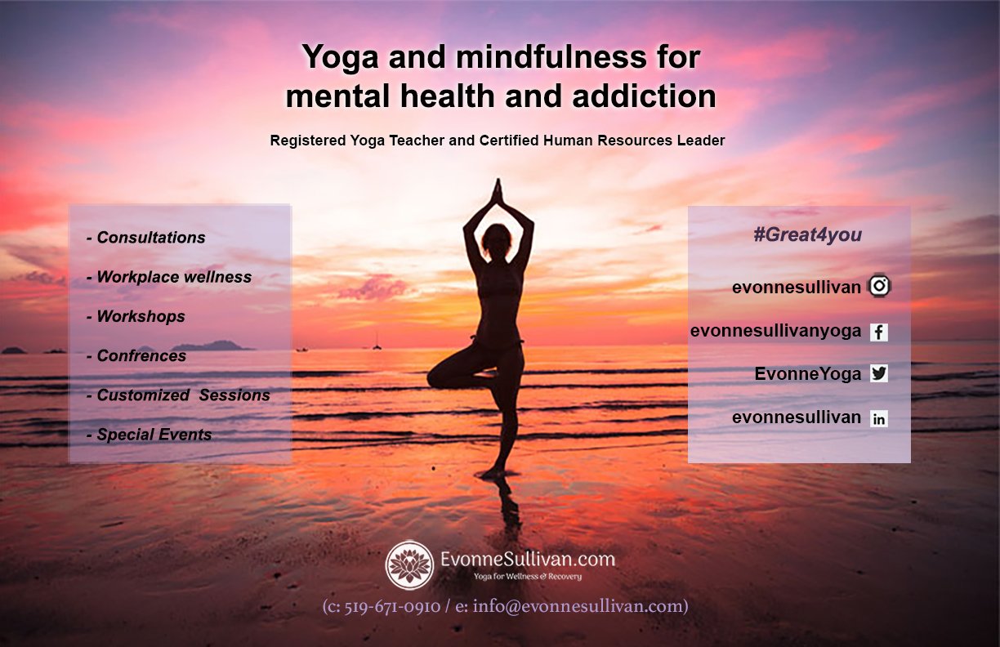 Yoga and mindfulness for
mental health and addiction
Registered Yoga Teacher and Certified Human Resources Leader
- Consultations
- Workplace wellness
- Workshops
- Confrences
- Customized  Sessions
- Special Events
#Great4you
evonnesullivan
evonnesullivanyoga
EvonneYoga
evonnesullivan
EvonneSullivan.com
Yoga for Wellness & Recovery
(c: 519-671-0910 / e: info@evonnesullivan.com)